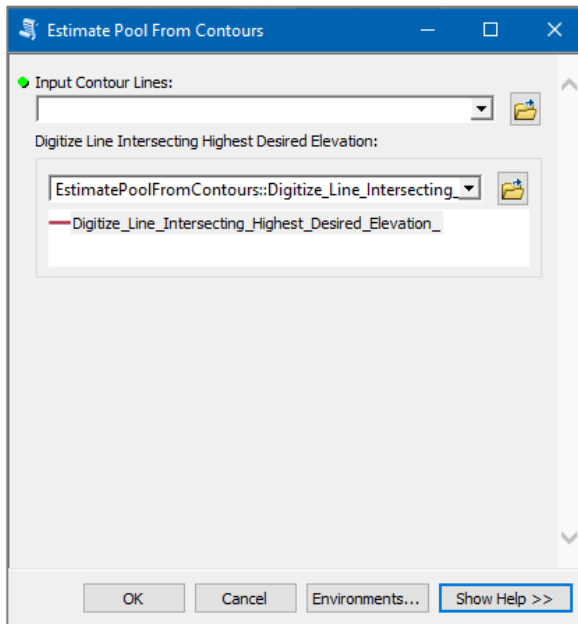 Estimate Pool From Contours
Input Contour Lines:
Digitize Line Intersecting Highest Desired Elevation:
EstimatePoolFromContours::Digitize_Line_Intersecting_
Digitize_Line_Intersecting_Highest_Desired_Elevation_
OK Cancel Environments... Show Help >>